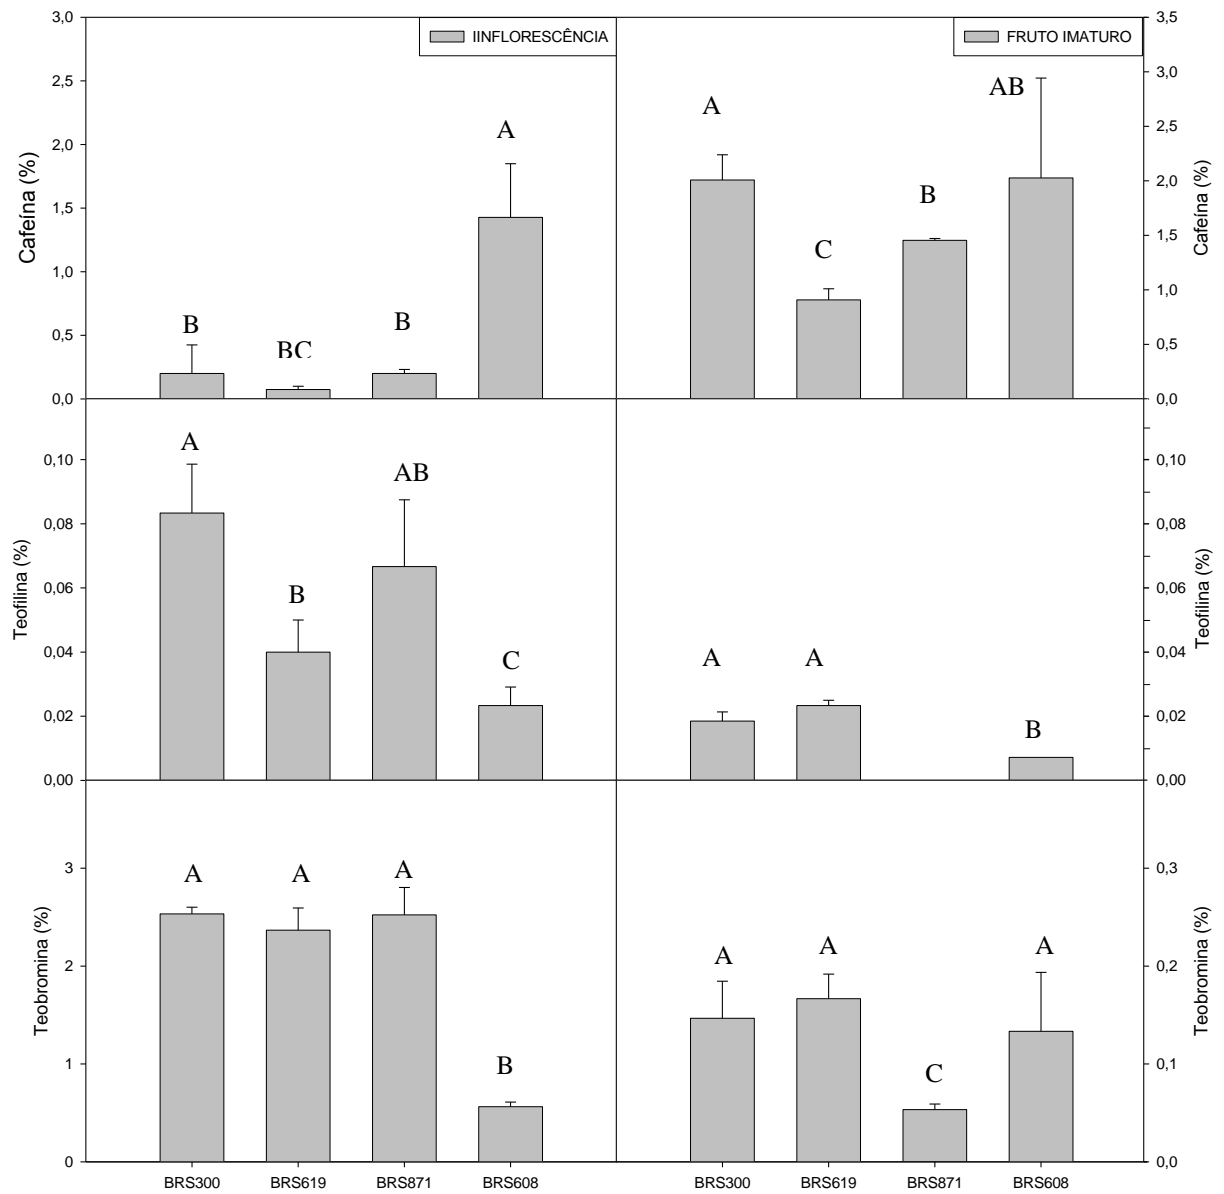 IINFLORESCÊNCIA
Cafeína (%)
3,0
2,5
2,0
1,5
1,0
0,5
0,0
B
BC
B
A
FRUTO IMATURO
A
C
B
AB
3,5
3,0
2,5
2,0
1,5
1,0
0,5
0,0
Cafeína (%)
Teofilina (%)
0,10
0,08
0,06
0,04
0,02
0,00
A
B
AB
C
A
A
B
0,10
0,08
0,06
0,04
0,02
0,00
Teofilina (%)
Teobromina (%)
3
2
1
0
A
A
A
B
BRS300
BRS619
BRS871
BRS608
A
A
C
A
0,3
0,2
0,1
0,0
Teobromina (%)
BRS300
BRS619
BRS871
BRS608